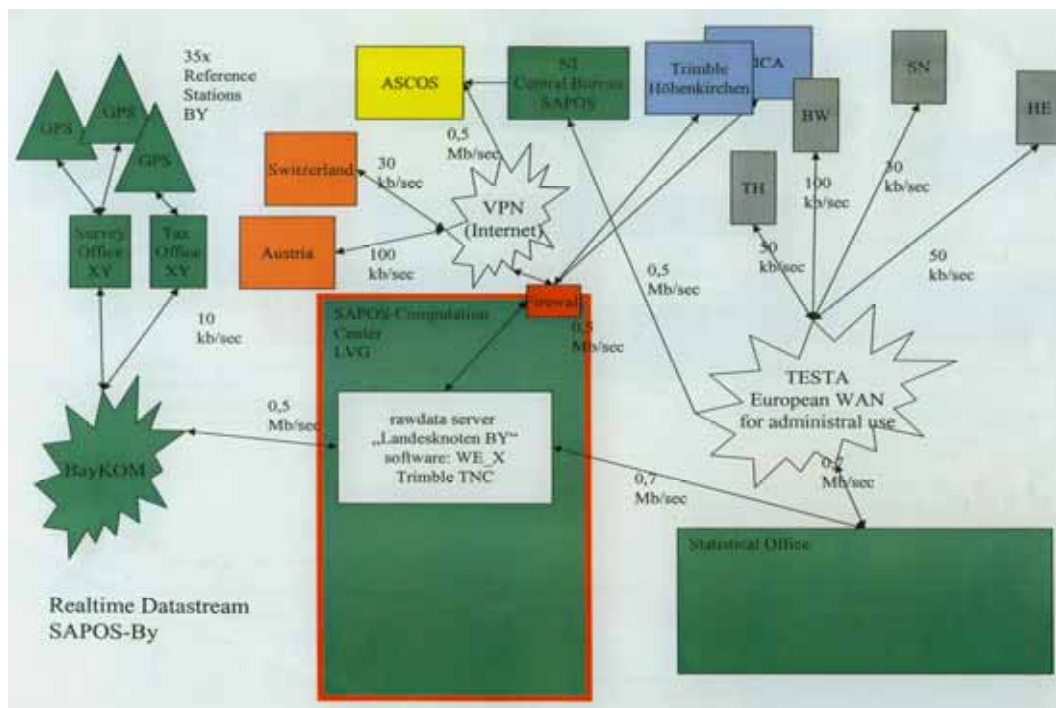 35x
Reference
Stations
BY
GPS
GPS
GPS
ASCOS
NI
Central Bureau
SAPOS
Trimble
Höhenkirchen
ICA
BW
SN
HE
TH
Switzerland
Austria
30
kb/sec
100
kb/sec
0,5
Mb/sec
VPN
(Internet)
Survey
Office
XY
Tax
Office
XY
10
kb/sec
50
kb/sec
100
kb/sec
50
kb/sec
0,5
Mb/sec
Firewall
0,5
Mb/sec
SAPOS-Computation
Center
LVG
rawdata server
„Landesknoten BY“
software: WE_X
Trimble TNC
0,5
Mb/sec
BayKOM
TESTA
European WAN
for administral use
0,7
Mb/sec
Mb/sec
Statistical Office
Realtime Datastream
SAPOS-By